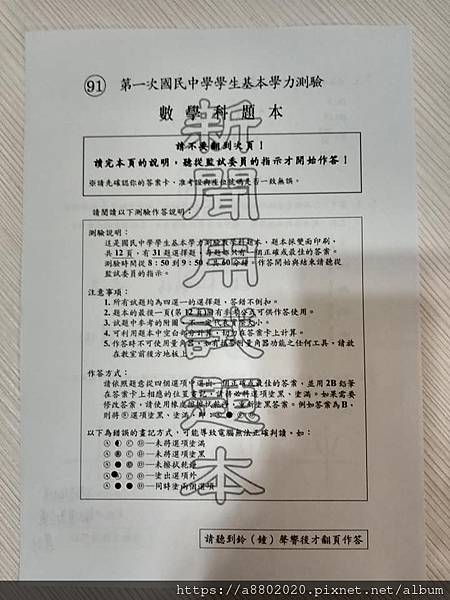 91 第一次國民中學學生基本學力測驗
數學科題本
新聞用試題本
請不要翻到次頁！
請完本頁的說明，聽從監試委員的指示才開始作答！
※請先確認你的答案卡、准考證與座位號碼是否一致無誤。
請閱讀以下測驗作答說明：
測驗說明：
這是國民中學學生基本學力測驗數學科題本，題本採雙面印刷，
共12頁，有31題選擇題，每題都只有一個正確或最佳的答案。
測驗時間從8：50到9：50，共60分鐘。作答開始與結束請聽從
監試委員的指示。
注意事項：
1. 所有試題均為四選一的選擇題，答錯不倒扣。
2. 題本的最後一頁(第12頁)附有參考公式可供作答使用。
3. 試題中參考的附圖，不一定代表實際大小。
4. 可利用題本中空白部分計算，切勿在答案卡上計算。
5. 作答時不可使用量角器，如有攜帶附量角器功能之任何工具，請放
在教室前後方地板上。
作答方式：
請依照題意從四個選項中選出一個正確或最佳的答案，並用2B鉛筆
在答案卡上相應的位置畫記，請務必將選項塗黑、塗滿。如果需要
修改答案，請使用橡皮擦擦拭乾淨，重新塗黑答案。例如答案為B，
則將Ⓑ選項塗黑、塗滿，即：Ⓐ ● Ⓒ Ⓓ
以下為錯誤的畫記方式，可能導致電腦無法正確判讀。如：
Ⓐ ◐ Ⓒ Ⓓ —未將選項塗滿
Ⓐ Ⓒ Ⓓ —未將選項塗黑
Ⓐ ● ● Ⓓ —未擦拭乾淨
Ⓐ ● Ⓒ Ⓓ —塗出選項外
Ⓐ ● ● Ⓓ —同時塗兩個選項
請聽到鈴（鐘）聲響後才翻頁作答
https://a8802020.pixnet.net/album